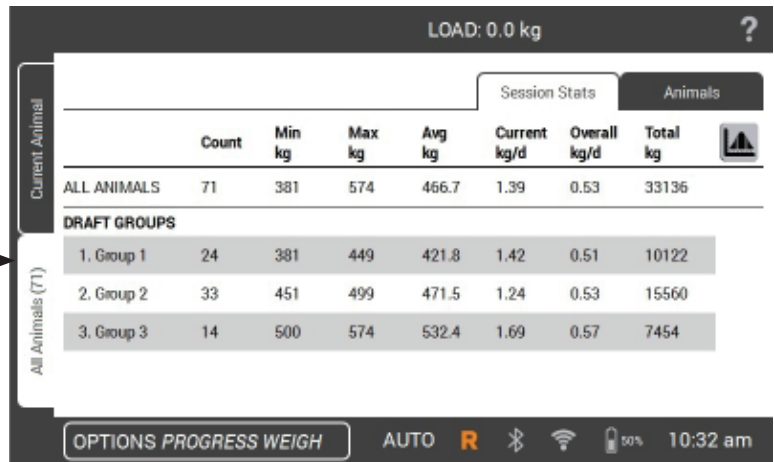 LOAD: 0.0 kg ?
Current Animal
All Animals (71)
Session Stats Animals
Count Min kg Max kg Avg kg Current kg/d Overall kg/d Total kg
ALL ANIMALS 71 381 574 466.7 1.39 0.53 33136
DRAFT GROUPS
1. Group 1 24 381 449 421.8 1.42 0.51 10122
2. Group 2 33 451 499 471.5 1.24 0.53 15560
3. Group 3 14 500 574 532.4 1.69 0.57 7454
OPTIONS PROGRESS WEIGH AUTO R 50% 10:32 am